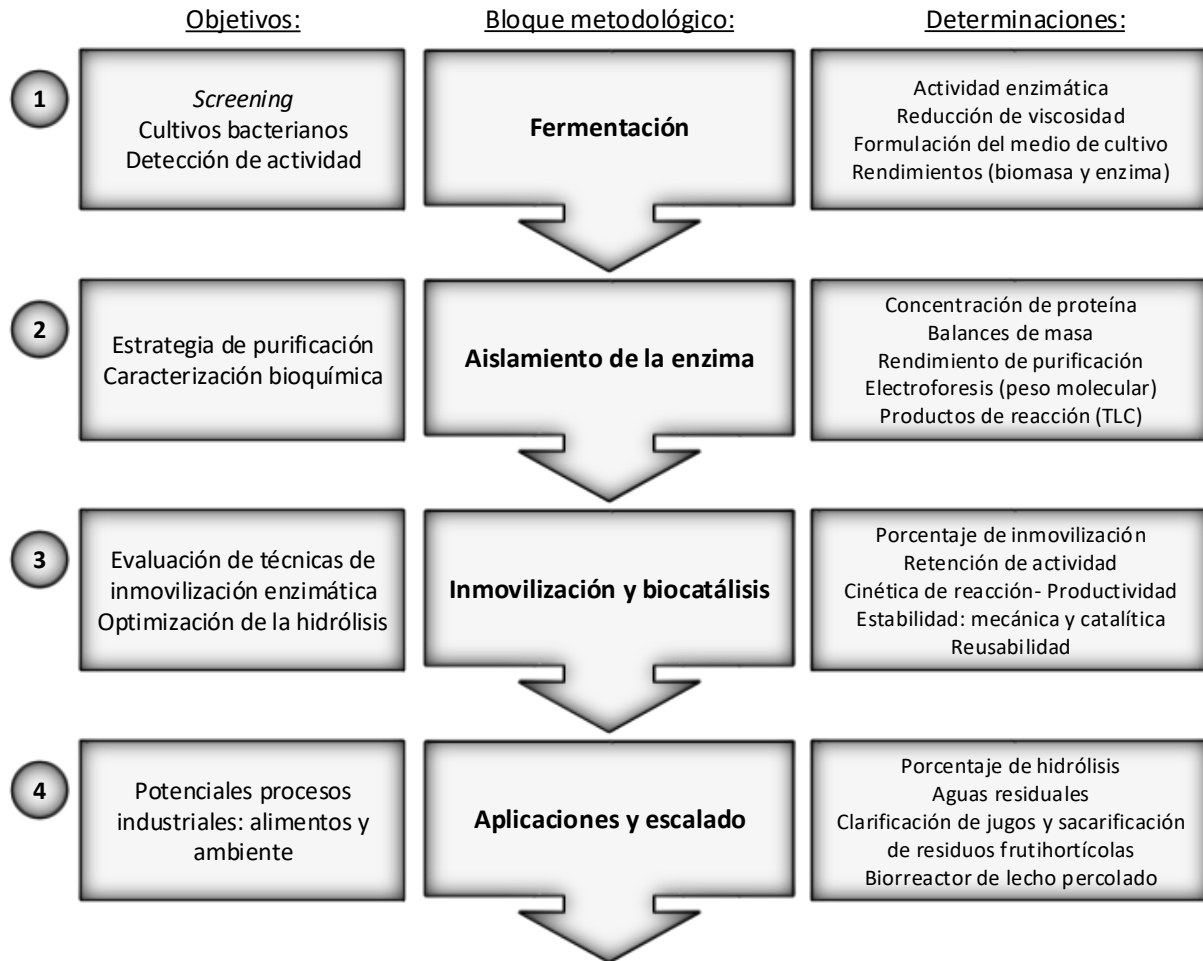 Objetivos:
Bloque metodológico:
Determinaciones:
1
Screening
Cultivos bacterianos
Detección de actividad
Fermentación
Actividad enzimática
Reducción de viscosidad
Formulación del medio de cultivo
Rendimientos (biomasa y enzima)
2
Estrategia de purificación
Caracterización bioquímica
Aislamiento de la enzima
Concentración de proteína
Balances de masa
Rendimiento de purificación
Electroforesis (peso molecular)
Productos de reacción (TLC)
3
Evaluación de técnicas de
inmovilización enzimática
Optimización de la hidrólisis
Inmovilización y biocatálisis
Porcentaje de inmovilización
Retención de actividad
Cinética de reacción- Productividad
Estabilidad: mecánica y catalítica
Reusabilidad
4
Potenciales procesos
industriales: alimentos y
ambiente
Aplicaciones y escalado
Porcentaje de hidrólisis
Aguas residuales
Clarificación de jugos y sacarificación
de residuos frutihortícolas
Biorreactor de lecho percolado